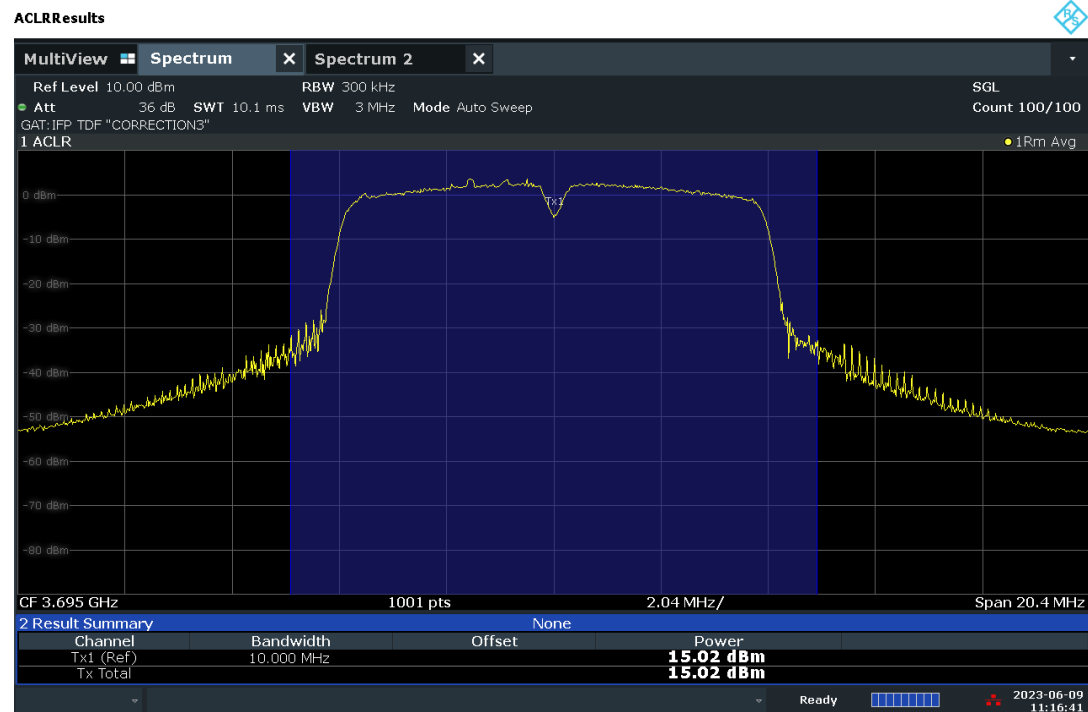 ACLRResults
R&S
MultiView Spectrum X Spectrum 2 X
Ref Level 10.00 dBm RBW 300 kHz SGL
Att 36 dB SWT 10.1 ms VBW 3 MHz Mode Auto Sweep Count 100/100
GAT:IFP TDF "CORRECTION3"
1 ACLR 1Rm Avg
0 dBm
Tx1
-10 dBm
-20 dBm
-30 dBm
-40 dBm
-50 dBm
-60 dBm
-70 dBm
-80 dBm
CF 3.695 GHz 1001 pts 2.04 MHz/ Span 20.4 MHz
2 Result Summary None
Channel Bandwidth Offset Power
Tx1 (Ref) 10.000 MHz 15.02 dBm
Tx Total 15.02 dBm
Ready 2023-06-09
11:16:41